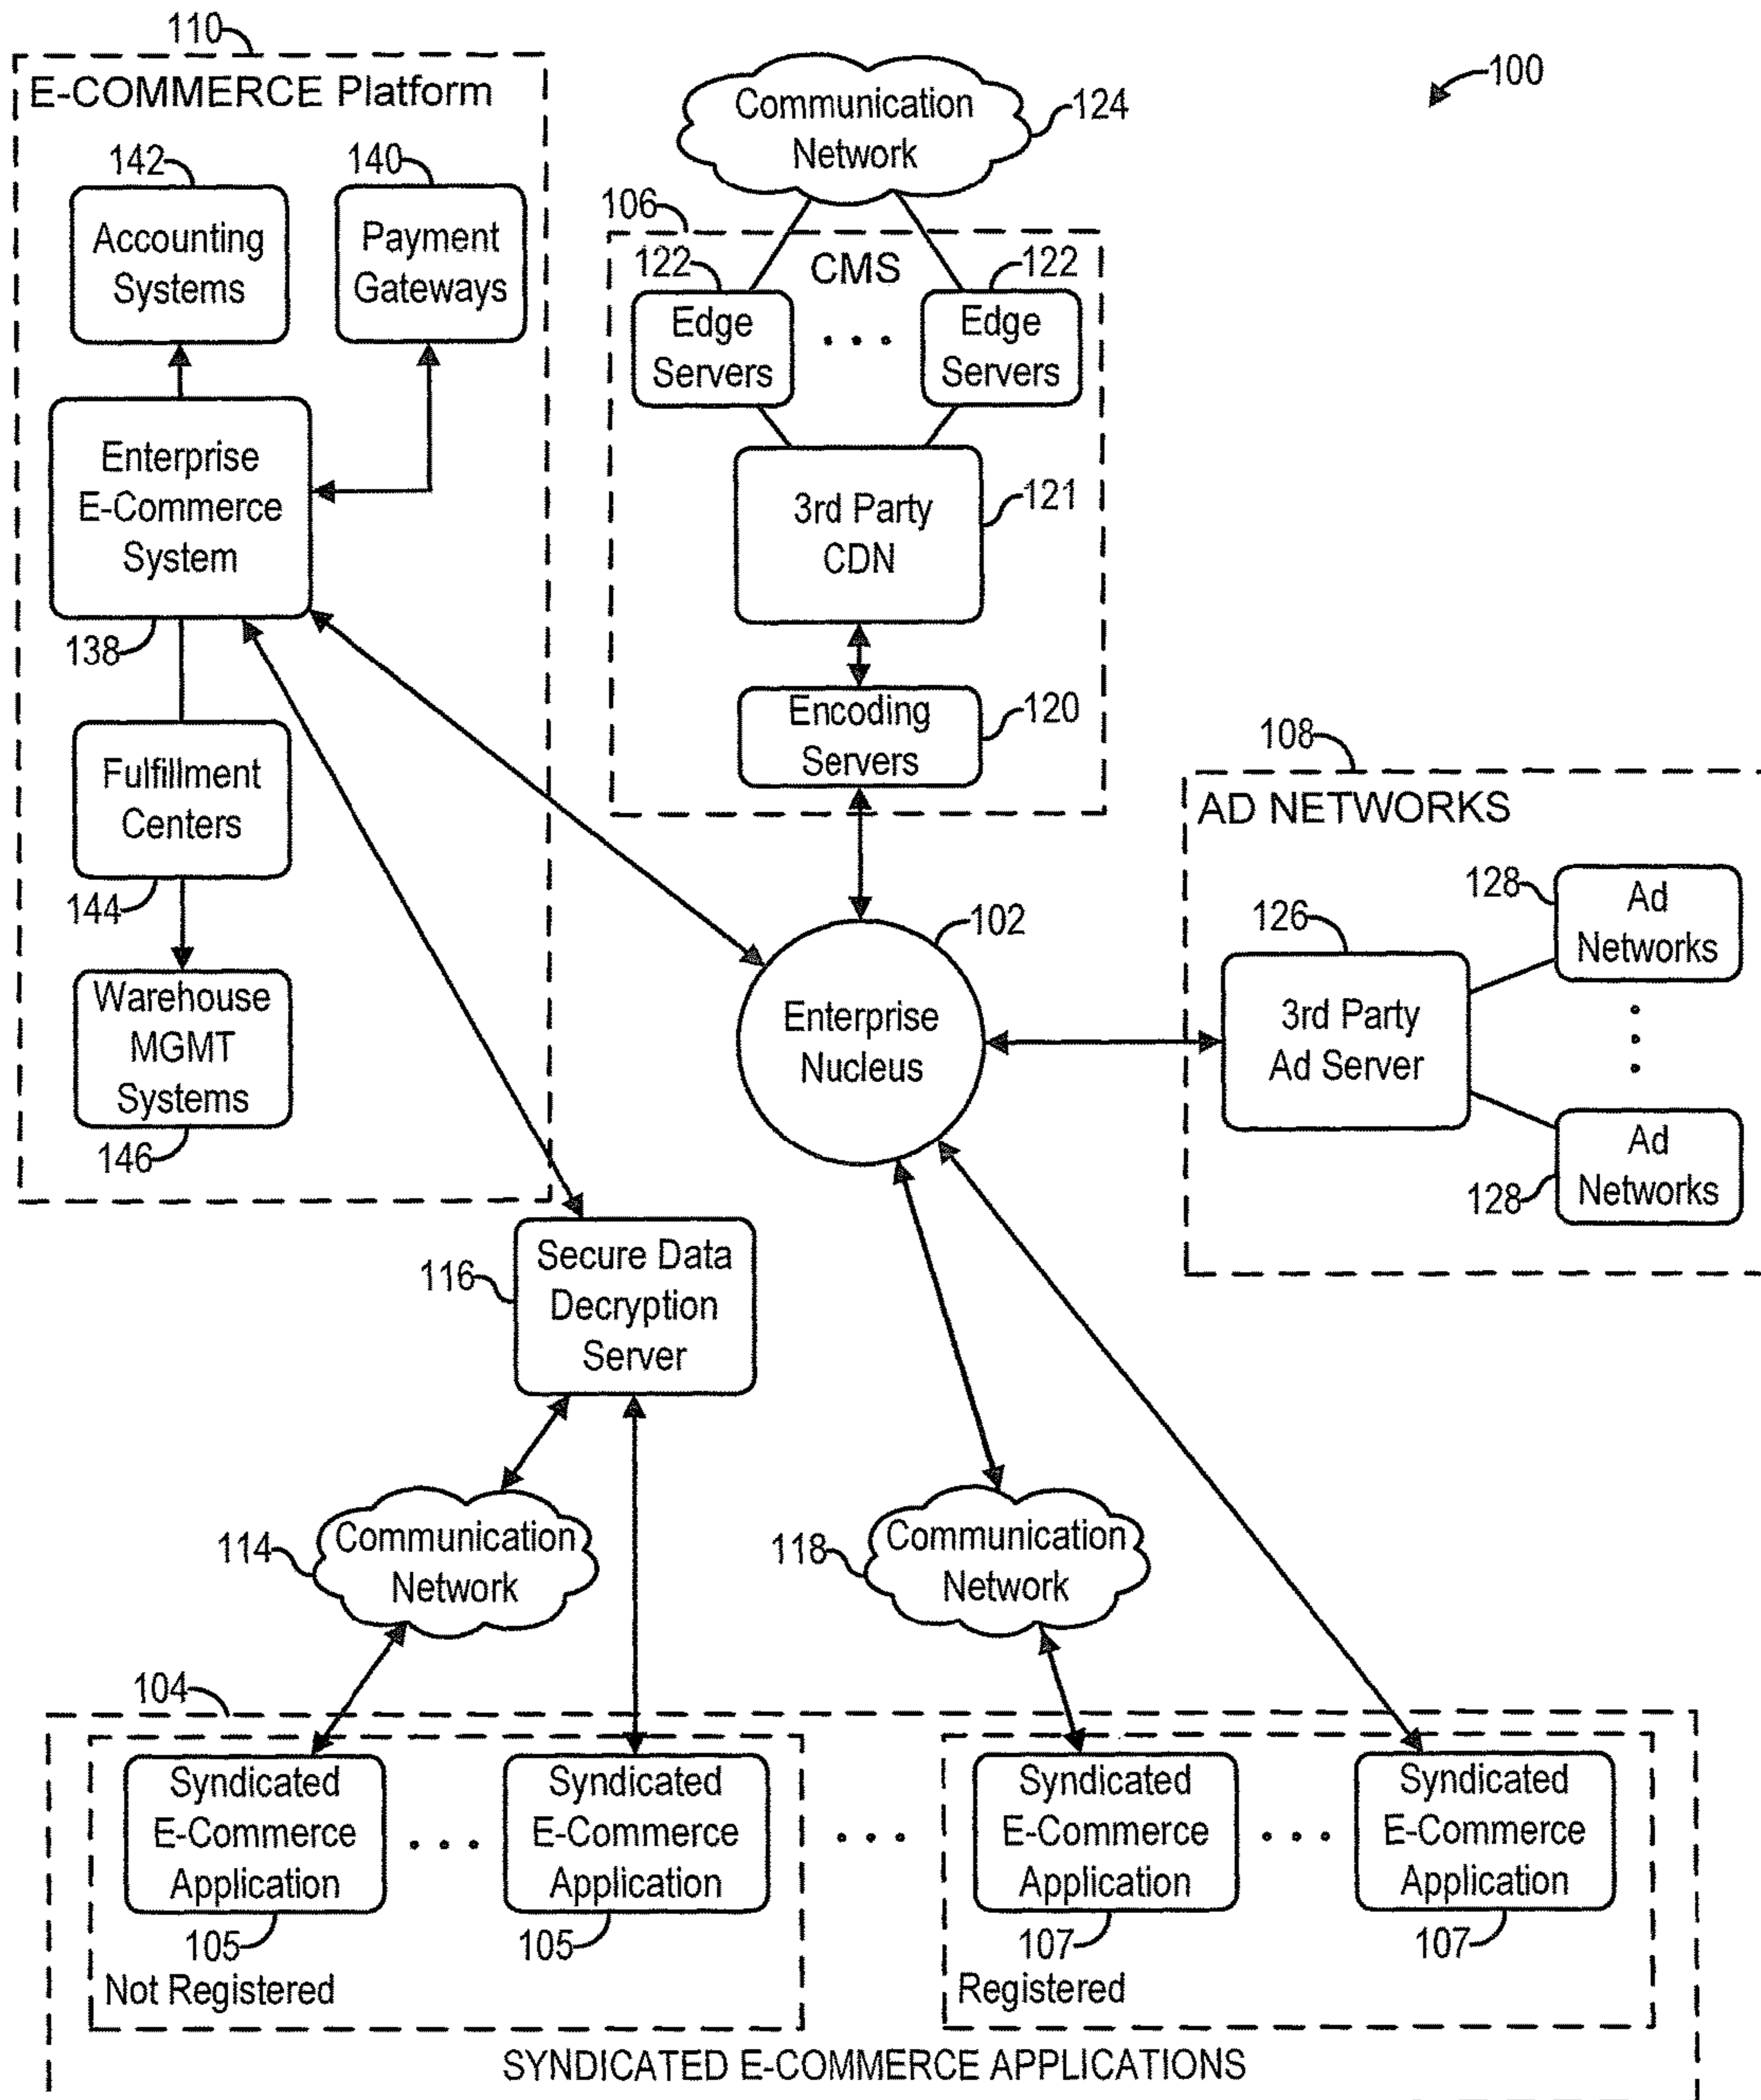 110
E-COMMERCE Platform
142
140
Accounting
Systems
Payment
Gateways
Enterprise
E-Commerce
System
138
Fulfillment
Centers
144
Warehouse
MGMT
Systems
146
Communication
Network
124
100
106
CMS
122
122
Edge
Servers
Edge
Servers
3rd Party
CDN
121
Encoding
Servers
120
108
AD NETWORKS
126
3rd Party
Ad Server
128
Ad
Networks
128
Ad
Networks
102
Enterprise
Nucleus
116
Secure Data
Decryption
Server
114
Communication
Network
118
Communication
Network
104
Syndicated
E-Commerce
Application
105
Syndicated
E-Commerce
Application
105
Not Registered
Syndicated
E-Commerce
Application
107
Syndicated
E-Commerce
Application
107
Registered
SYNDICATED E-COMMERCE APPLICATIONS